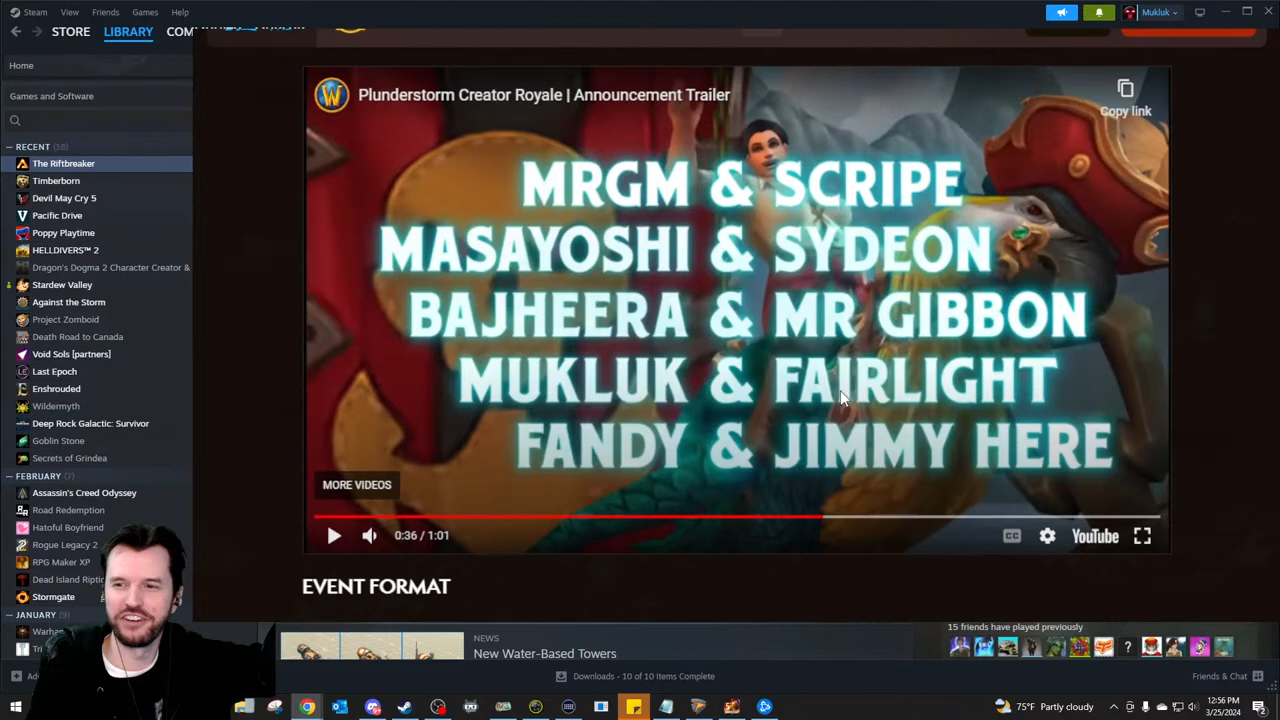 Steam
View
Friends
Games
Help
Mukluk
STORE
LIBRARY
Home
Games and Software
RECENT (38)
The Riftbreaker
Timberborn
Devil May Cry 5
Pacific Drive
Poppy Playtime
HELLDIVERS™ 2
Dragon's Dogma 2 Character Creator &
Stardew Valley
Against the Storm
Project Zomboid
Death Road to Canada
Void Sols [partners]
Last Epoch
Enshrouded
Wildermyth
Deep Rock Galactic: Survivor
Goblin Stone
Secrets of Grindea
FEBRUARY (7)
Assassin's Creed Odyssey
Road Redemption
Hatoful Boyfriend
Rogue Legacy 2
RPG Maker XP
Dead Island Riptid
Stormgate
JANUARY (9)
Plunderstorm Creator Royale | Announcement Trailer
Copy link
MRGM & SCRIPE
MASAYOSHI & SYDEON
BAJHEERA & MR GIBBON
MUKLUK & FAIRLIGHT
FANDY & JIMMY HERE
MORE VIDEOS
0:36 / 1:01
CC
YouTube
EVENT FORMAT
NEWS
New Water-Based Towers
15 friends have played previously
Downloads - 10 of 10 Items Complete
Friends & Chat
75°F Partly cloudy
12:56 PM
3/25/2024